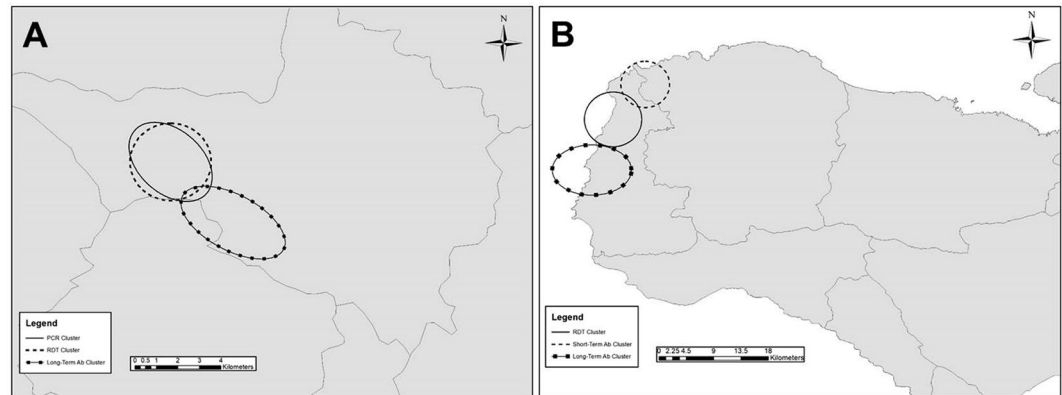 A
N
Legend
PCR Cluster
RDT Cluster
Long-Term Ab Cluster
0 0.5 1 2 3 4
Kilometers
B
N
Legend
RDT Cluster
Short-Term Ab Cluster
Long-Term Ab Cluster
0 2.25 4.5 9 13.5 18
Kilometers